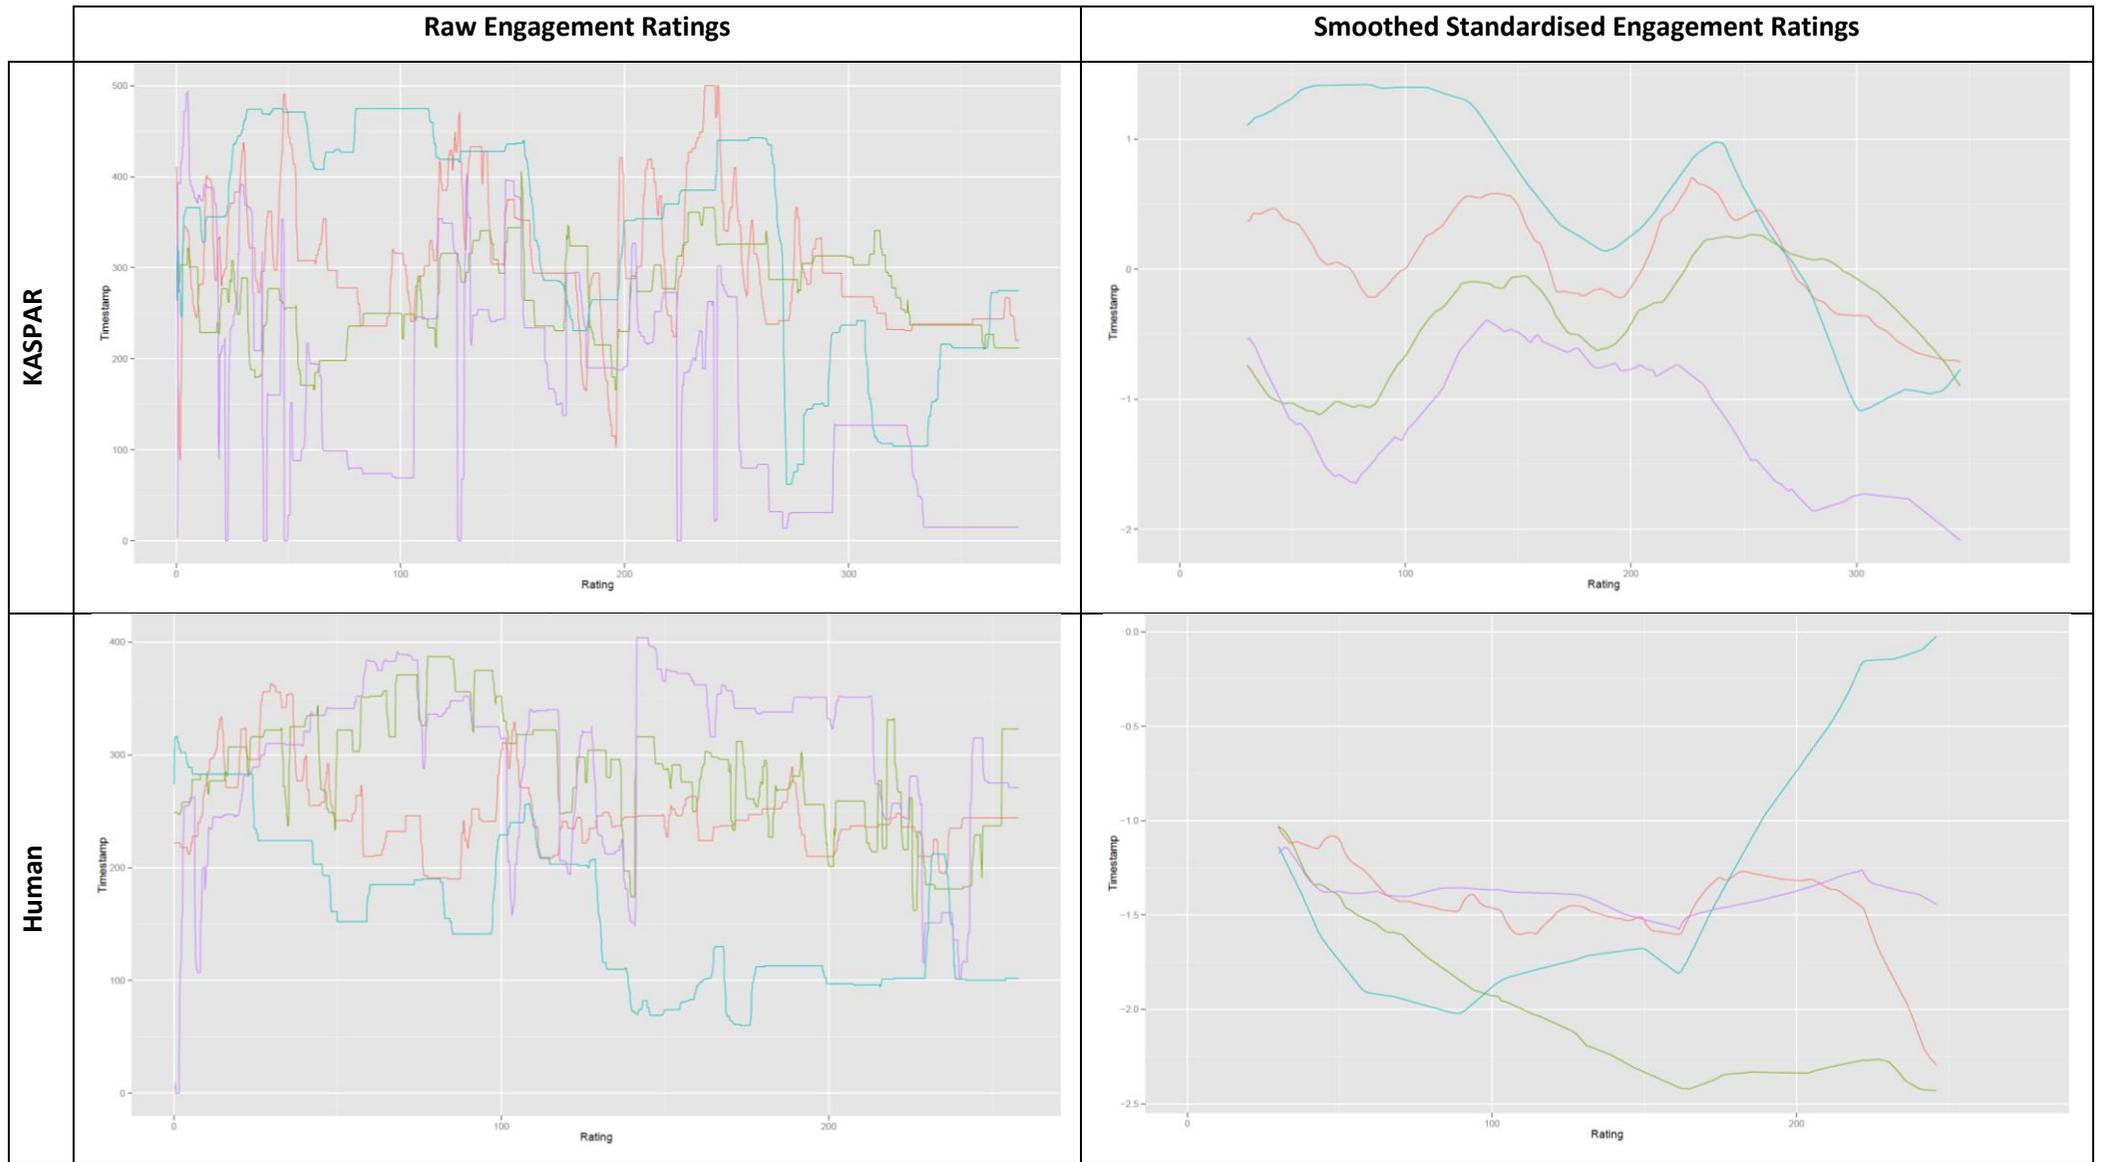 Raw Engagement Ratings
Smoothed Standardised Engagement Ratings
KASPAR
Timestamp
500
400
300
200
100
0
0 100 200 300
Rating
Timestamp
1
0
−1
−2
0 100 200 300
Rating
Human
Timestamp
400
300
200
100
0
0 100 200
Rating
Timestamp
0.0
−0.5
−1.0
−1.5
−2.0
−2.5
0 100 200
Rating